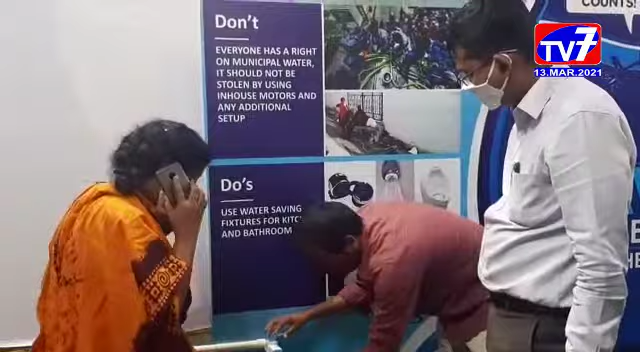 COUNTS!
TV7
13.MAR.2021
Don't
EVERYONE HAS A RIGHT
ON MUNICIPAL WATER,
IT SHOULD NOT BE
STOLEN BY USING
INHOUSE MOTORS AND
ANY ADDITIONAL
SETUP
Do's
USE WATER SAVING
FIXTURES FOR
AND BATHROOM